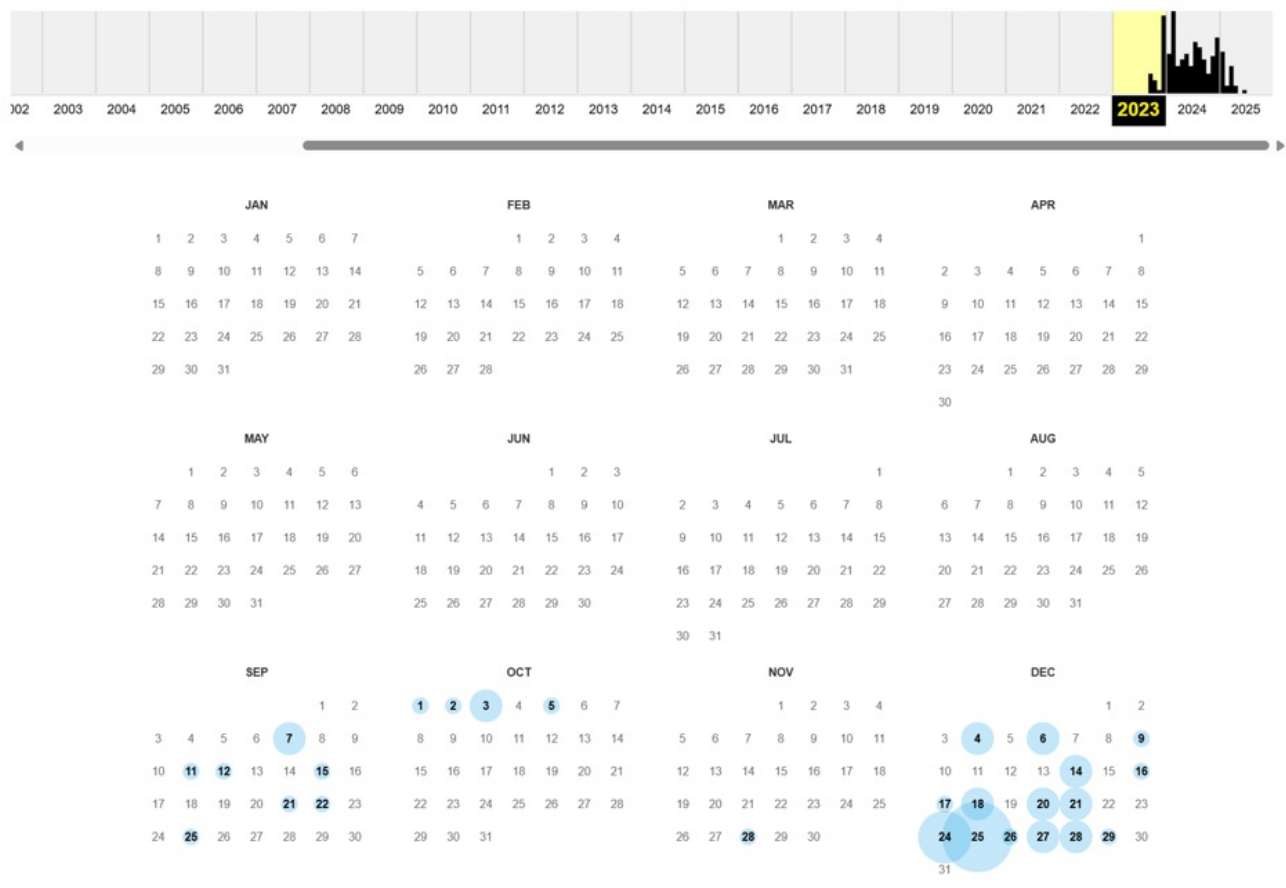 002 2003 2004 2005 2006 2007 2008 2009 2010 2011 2012 2013 2014 2015 2016 2017 2018 2019 2020 2021 2022 2023 2024 2025
JAN FEB MAR APR
1 2 3 4 5 6 7 1 2 3 4 1 2 3 4 1
8 9 10 11 12 13 14 5 6 7 8 9 10 11 5 6 7 8 9 10 11 2 3 4 5 6 7 8
15 16 17 18 19 20 21 12 13 14 15 16 17 18 12 13 14 15 16 17 18 9 10 11 12 13 14 15
22 23 24 25 26 27 28 19 20 21 22 23 24 25 19 20 21 22 23 24 25 16 17 18 19 20 21 22
29 30 31 26 27 28 26 27 28 29 30 31 23 24 25 26 27 28 29
30
MAY JUN JUL AUG
1 2 3 4 5 6 1 2 3 1 1 2 3 4 5
7 8 9 10 11 12 13 4 5 6 7 8 9 10 2 3 4 5 6 7 8 6 7 8 9 10 11 12
14 15 16 17 18 19 20 11 12 13 14 15 16 17 9 10 11 12 13 14 15 13 14 15 16 17 18 19
21 22 23 24 25 26 27 18 19 20 21 22 23 24 16 17 18 19 20 21 22 20 21 22 23 24 25 26
28 29 30 31 25 26 27 28 29 30 23 24 25 26 27 28 29 27 28 29 30 31
30 31
SEP OCT NOV DEC
1 2 1 2 3 4 5 6 7 1 2 3 4 1 2
3 4 5 6 7 8 9 8 9 10 11 12 13 14 5 6 7 8 9 10 11 3 4 5 6 7 8 9
10 11 12 13 14 15 16 15 16 17 18 19 20 21 12 13 14 15 16 17 18 10 11 12 13 14 15 16
17 18 19 20 21 22 23 22 23 24 25 26 27 28 19 20 21 22 23 24 25 17 18 19 20 21 22 23
24 25 26 27 28 29 30 29 30 31 26 27 28 29 30 24 25 26 27 28 29 30
31